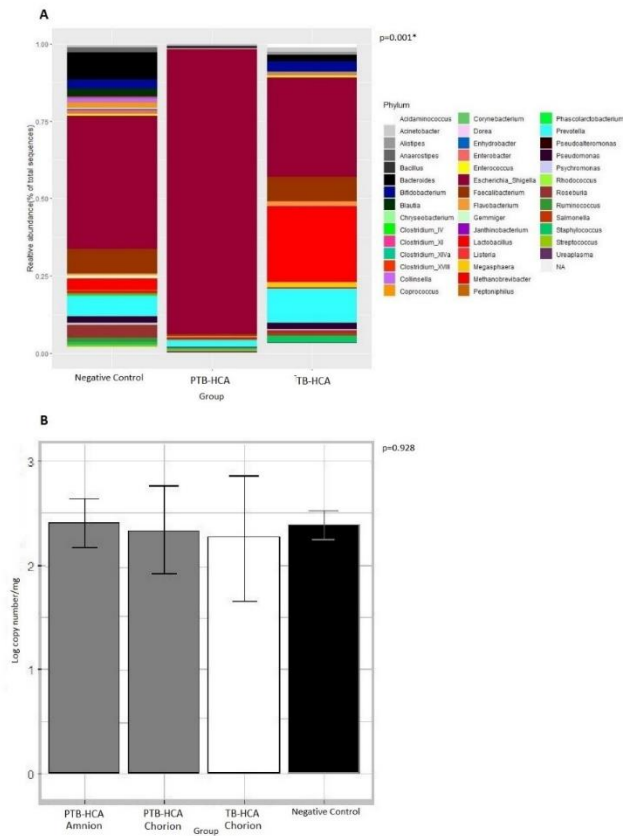 A
p=0.001*
Realtive abundance(% of total sequences)
1.00
0.75
0.50
0.25
0.00
Negative Control
PTB-HCA
TB-HCA
Group
Phylum
Acidaminococcus
Acinetobacter
Alistipes
Anaerostipes
Bacillus
Bacteroides
Bifidobacterium
Blautia
Chryseobacterium
Clostridium_IV
Clostridium_XI
Clostridium_XIVa
Clostridium_XVIII
Collinsella
Coprococcus
Corynebacterium
Dorea
Enhydrobacter
Enterobacter
Enterococcus
Escherichia_Shigella
Faecalibacterium
Flavobacterium
Gemmiger
Janthinobacterium
Lactobacillus
Listeria
Megasphaera
Methanobrevibacter
Peptoniphilus
Phascolarctobacterium
Prevotella
Pseudoalteromonas
Pseudomonas
Psychromonas
Rhodococcus
Roseburia
Ruminococcus
Salmonella
Staphylococcus
Streptococcus
Ureaplasma
NA
B
p=0.928
Log copy number/mg
3
2
1
0
PTB-HCA
Amnion
PTB-HCA
Chorion
TB-HCA
Chorion
Negative Control
Group